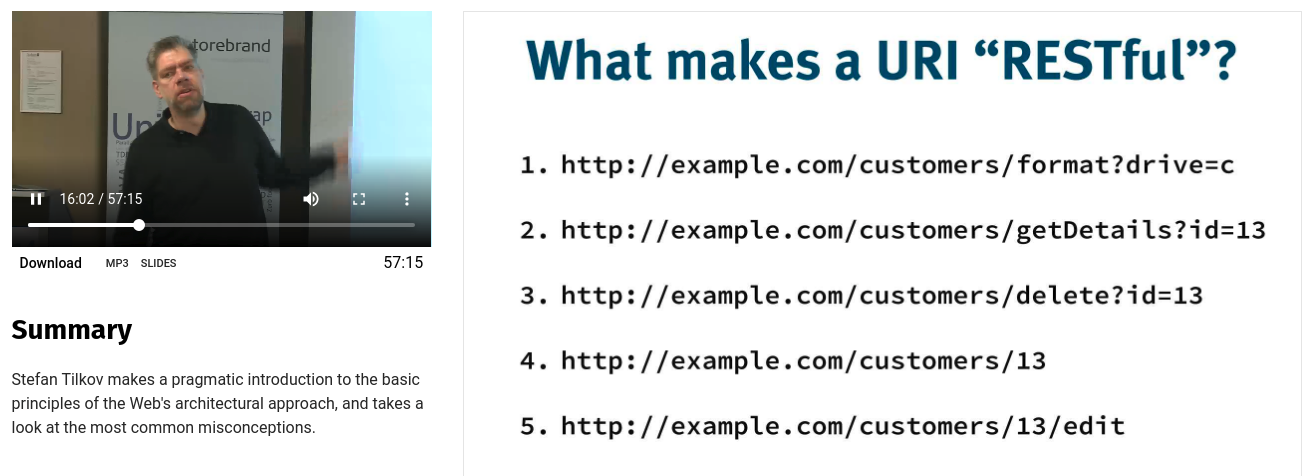 torebrand
Uni
ap
16:02 / 57:15
Download MP3 SLIDES 57:15
Summary
Stefan Tilkov makes a pragmatic introduction to the basic
principles of the Web's architectural approach, and takes a
look at the most common misconceptions.
What makes a URI “RESTful”?
1. http://example.com/customers/format?drive=c
2. http://example.com/customers/getDetails?id=13
3. http://example.com/customers/delete?id=13
4. http://example.com/customers/13
5. http://example.com/customers/13/edit